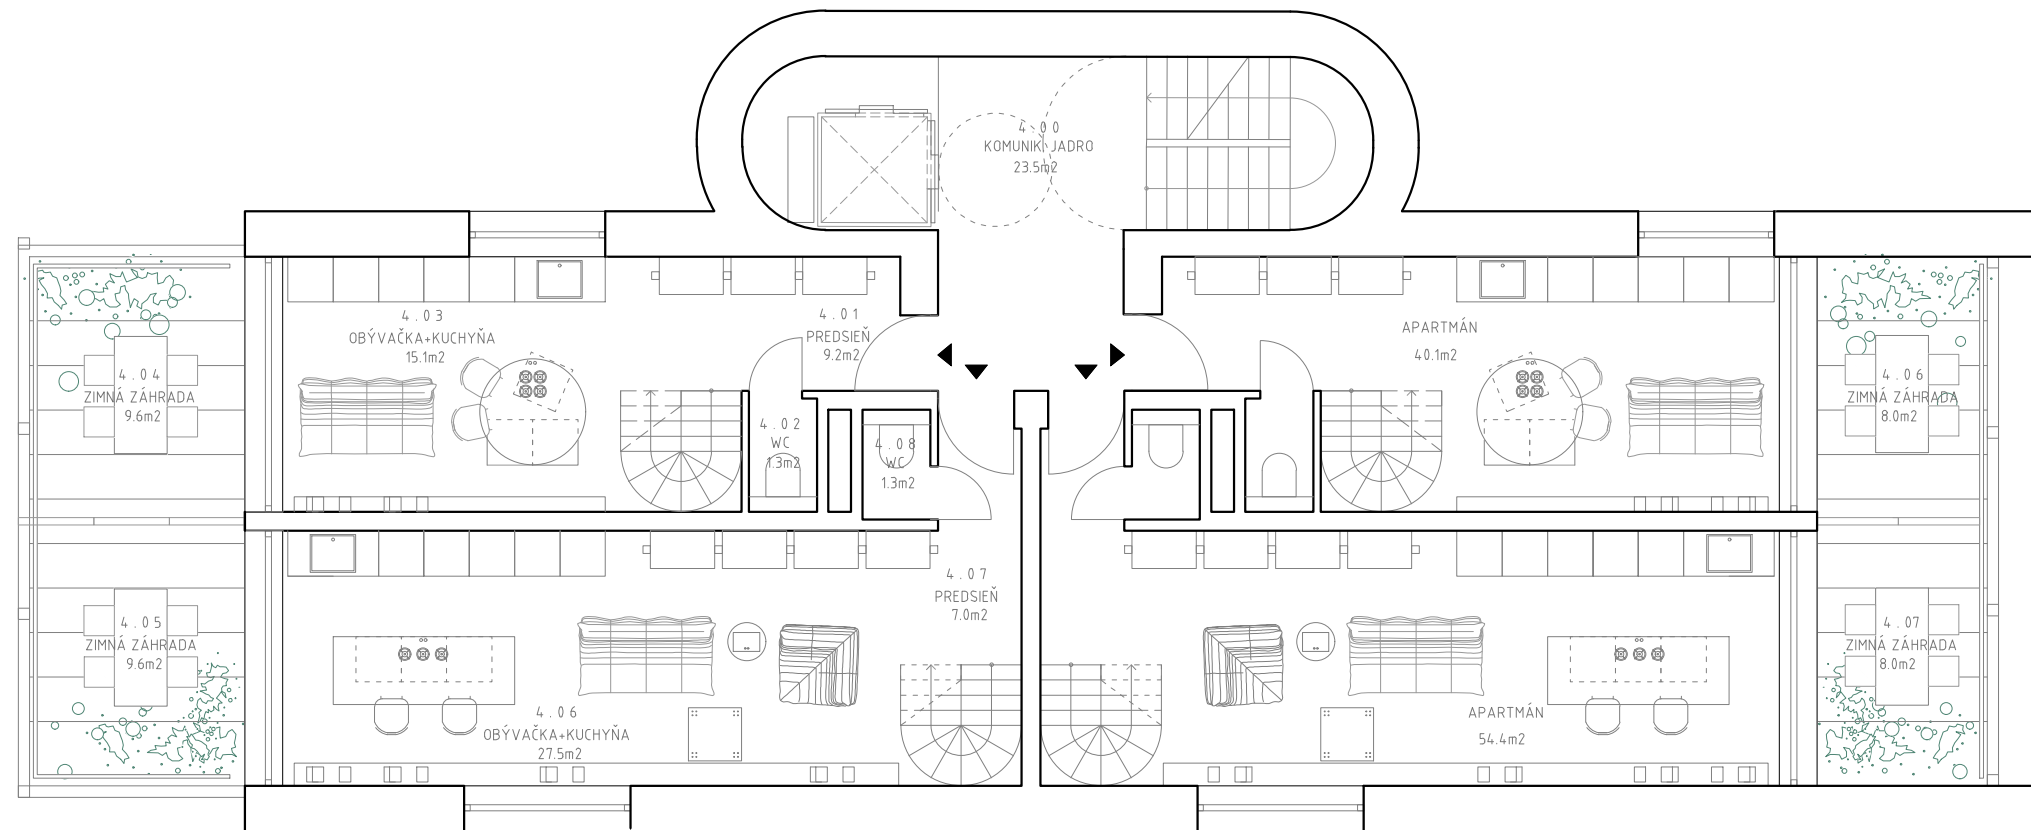 4.00
KOMUNIK. JADRO
23.5m2
4.03
OBÝVAČKA+KUCHYŇA
15.1m2
4.01
PREDSIEŇ
9.2m2
APARTMÁN
40.1m2
4.04
ZIMNÁ ZÁHRADA
9.6m2
4.06
ZIMNÁ ZÁHRADA
8.0m2
4.02
WC
1.3m2
4.08
WC
1.3m2
4.07
PREDSIEŇ
7.0m2
4.05
ZIMNÁ ZÁHRADA
9.6m2
4.07
ZIMNÁ ZÁHRADA
8.0m2
4.06
OBÝVAČKA+KUCHYŇA
27.5m2
APARTMÁN
54.4m2